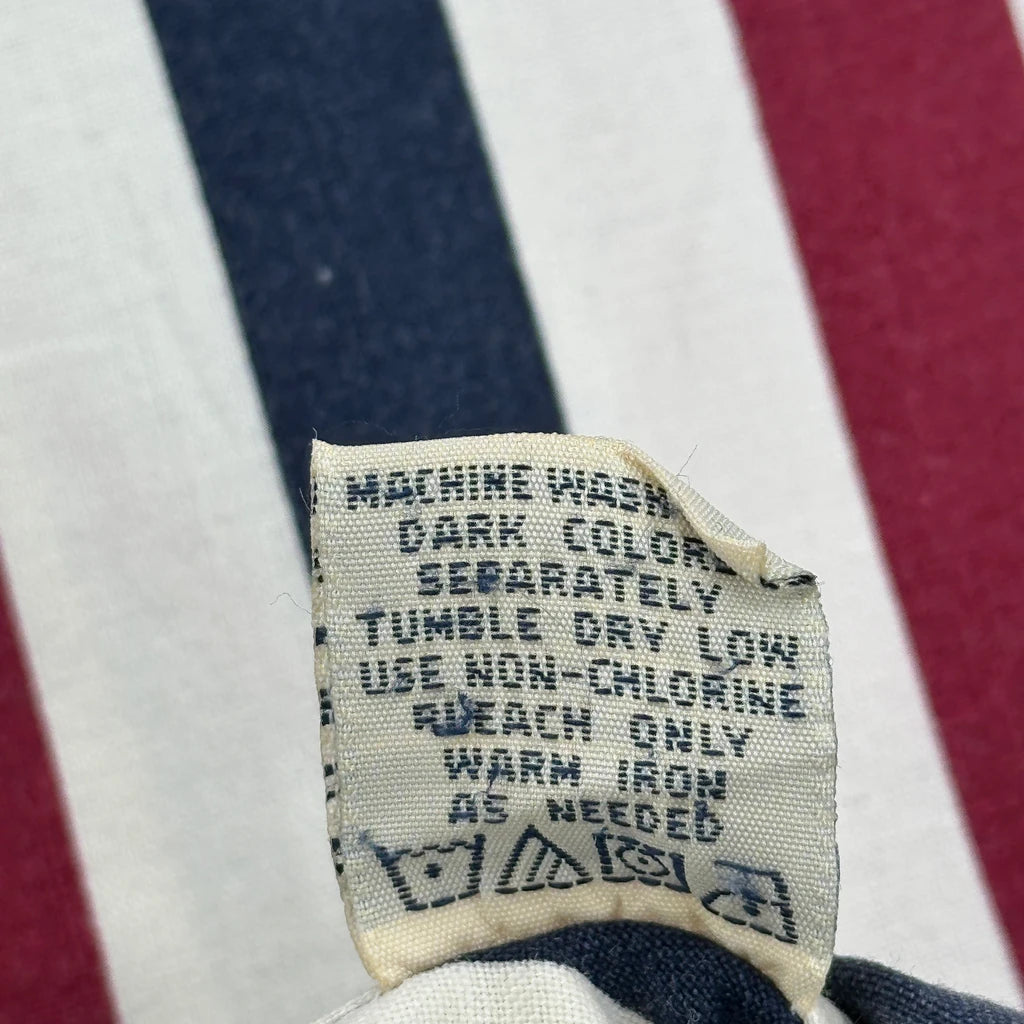 MACHINE WASH
DARK COLORS
SEPARATELY
TUMBLE DRY LOW
USE NON-CHLORINE
BLEACH ONLY
WARM IRON
AS NEEDED